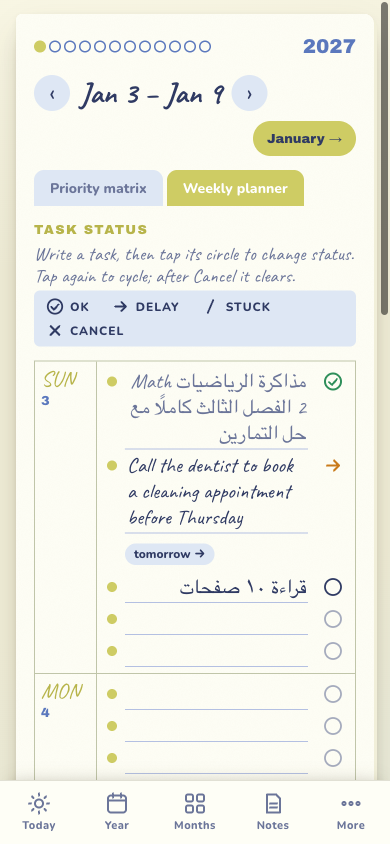 2027
‹ Jan 3 – Jan 9 ›
January →
Priority matrix Weekly planner
TASK STATUS
Write a task, then tap its circle to change status.
Tap again to cycle; after Cancel it clears.
OK → DELAY / STUCK
CANCEL
SUN
3
مذاكرة الرياضيات Math
2 الفصل الثالث كاملًا مع
حل التمارين
Call the dentist to book
a cleaning appointment
before Thursday
tomorrow →
قراءة ١٠ صفحات
MON
4
Today Year Months Notes More